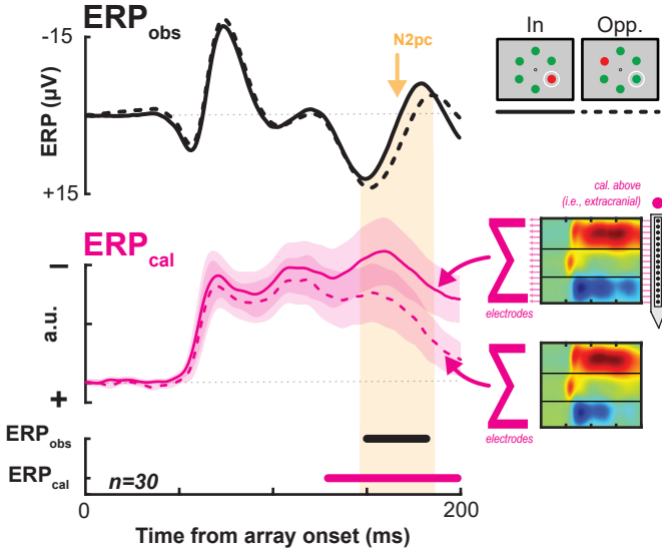 ERPobs
-15
ERP (µV)
+15
N2pc
In
Opp.
cal. above
(i.e., extracranial)
ERPcal
−
a.u.
+
Σ
electrodes
Σ
electrodes
ERPobs
ERPcal
n=30
0
200
Time from array onset (ms)